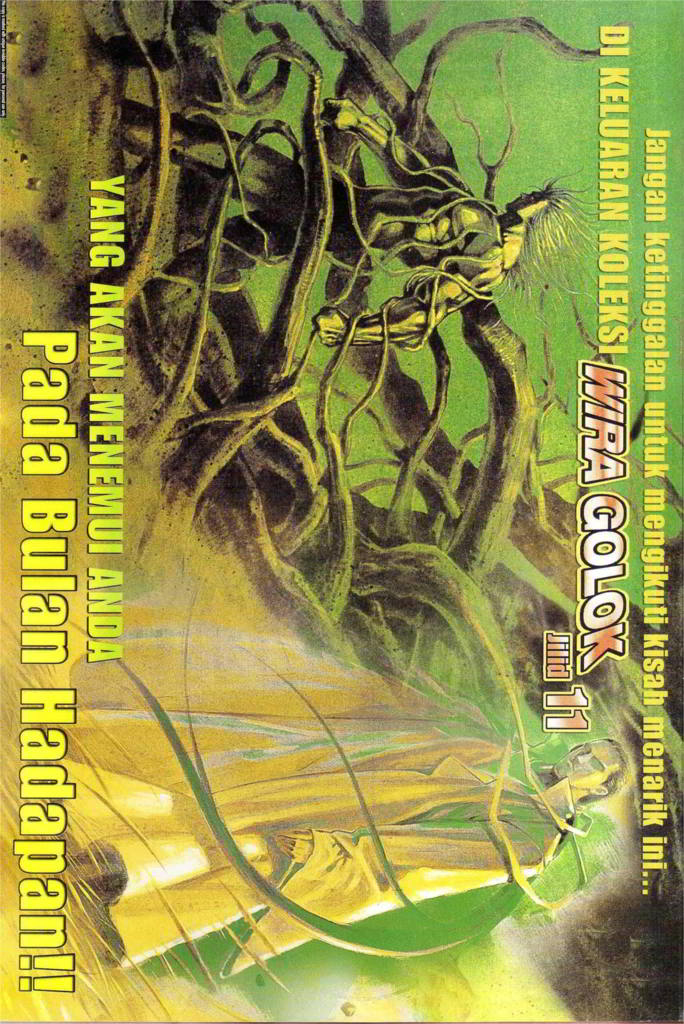 Jangan ketinggalan untuk mengikuti kisah menarik ini...
DI KELUARAN KOLEKSI WIRA GOLOK Jilid 11
YANG AKAN MENEMUI ANDA
Pada Bulan Hadapan!!